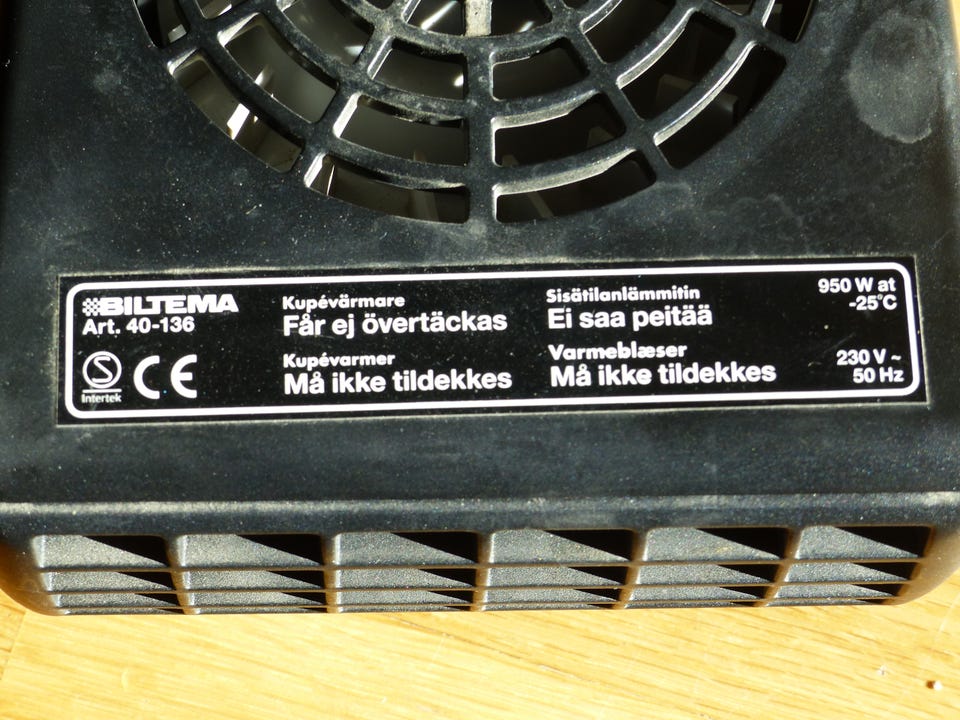 BILTEMA
Art. 40-136
S
Intertek
CE
Kupévärmare
Får ej övertäckas
Kupévarmer
Må ikke tildekkes
Sisätilanlämmitin
Ei saa peitää
Varmeblæser
Må ikke tildekkes
950 W at
-25°C
230 V ~
50 Hz